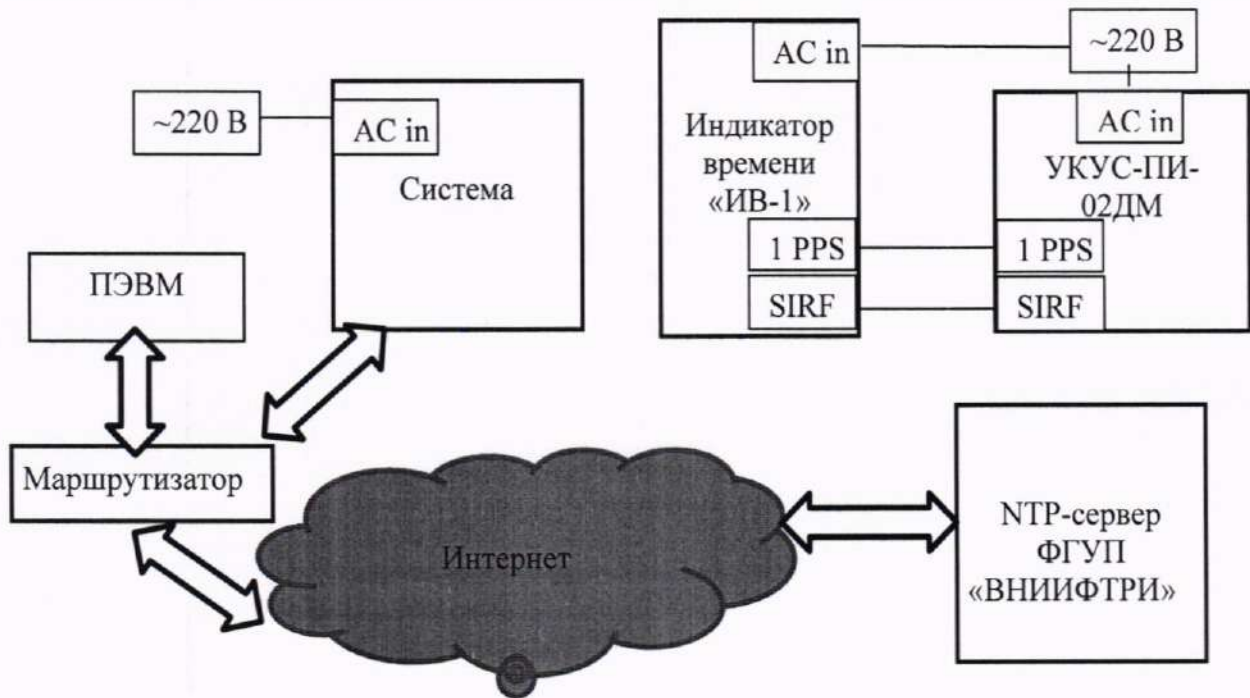 AC in
~220 В
~220 В
AC in
AC in
Индикатор
времени
«ИВ-1»
УКУС-ПИ-
02ДМ
Система
1 PPS
1 PPS
ПЭВМ
SIRF
SIRF
Маршрутизатор
Интернет
NTP-сервер
ФГУП
«ВНИИФТРИ»